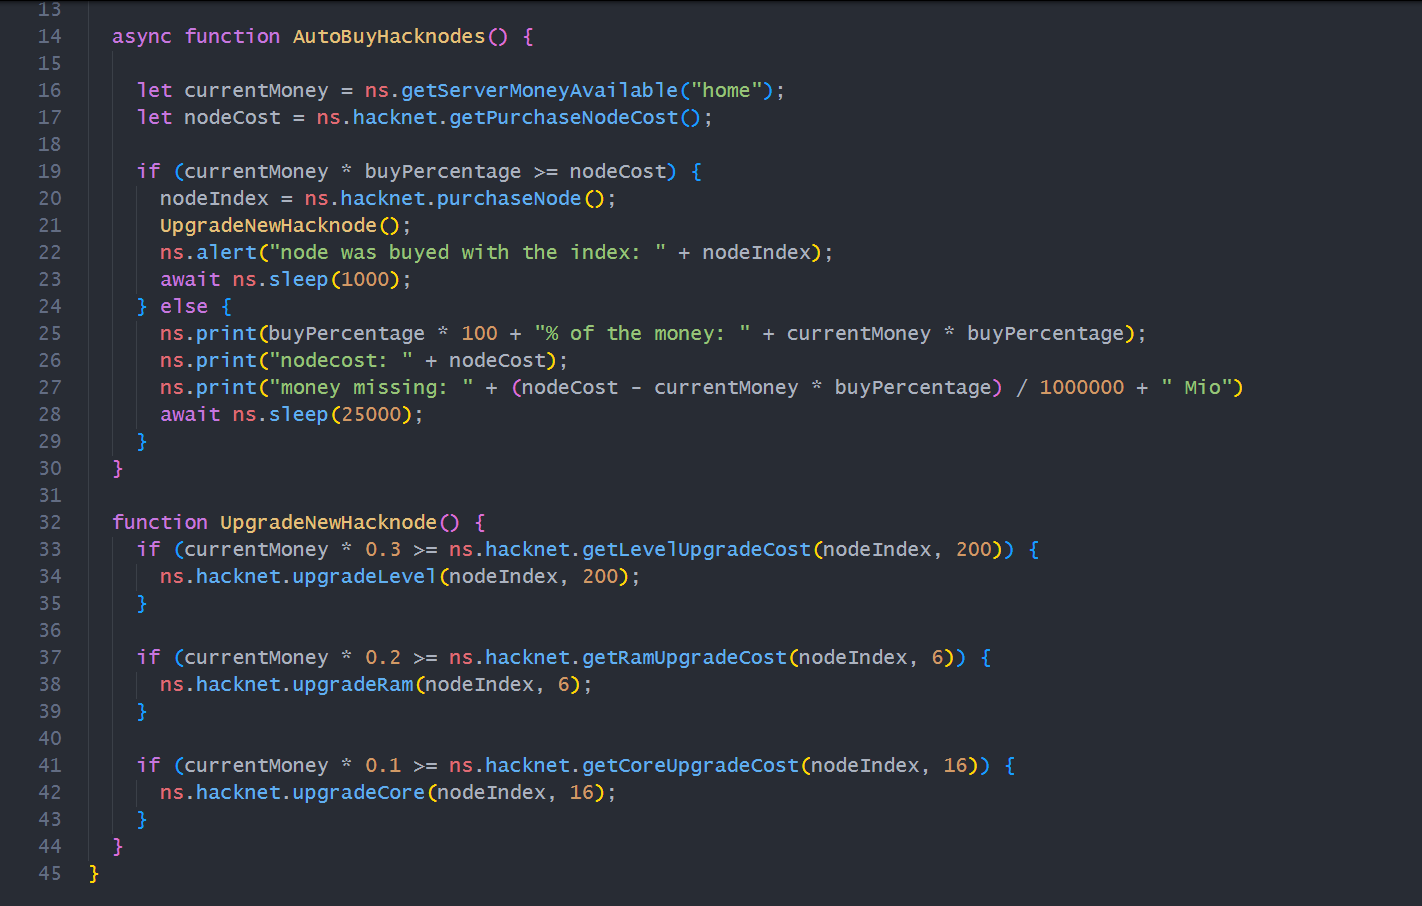 13
14 async function AutoBuyHacknodes() {
15
16 let currentMoney = ns.getServerMoneyAvailable("home");
17 let nodeCost = ns.hacknet.getPurchaseNodeCost();
18
19 if (currentMoney * buyPercentage >= nodeCost) {
20 nodeIndex = ns.hacknet.purchaseNode();
21 UpgradeNewHacknode();
22 ns.alert("node was buyed with the index: " + nodeIndex);
23 await ns.sleep(1000);
24 } else {
25 ns.print(buyPercentage * 100 + "% of the money: " + currentMoney * buyPercentage);
26 ns.print("nodecost: " + nodeCost);
27 ns.print("money missing: " + (nodeCost - currentMoney * buyPercentage) / 1000000 + " Mio")
28 await ns.sleep(25000);
29 }
30 }
31
32 function UpgradeNewHacknode() {
33 if (currentMoney * 0.3 >= ns.hacknet.getLevelUpgradeCost(nodeIndex, 200)) {
34 ns.hacknet.upgradeLevel(nodeIndex, 200);
35 }
36
37 if (currentMoney * 0.2 >= ns.hacknet.getRamUpgradeCost(nodeIndex, 6)) {
38 ns.hacknet.upgradeRam(nodeIndex, 6);
39 }
40
41 if (currentMoney * 0.1 >= ns.hacknet.getCoreUpgradeCost(nodeIndex, 16)) {
42 ns.hacknet.upgradeCore(nodeIndex, 16);
43 }
44 }
45 }